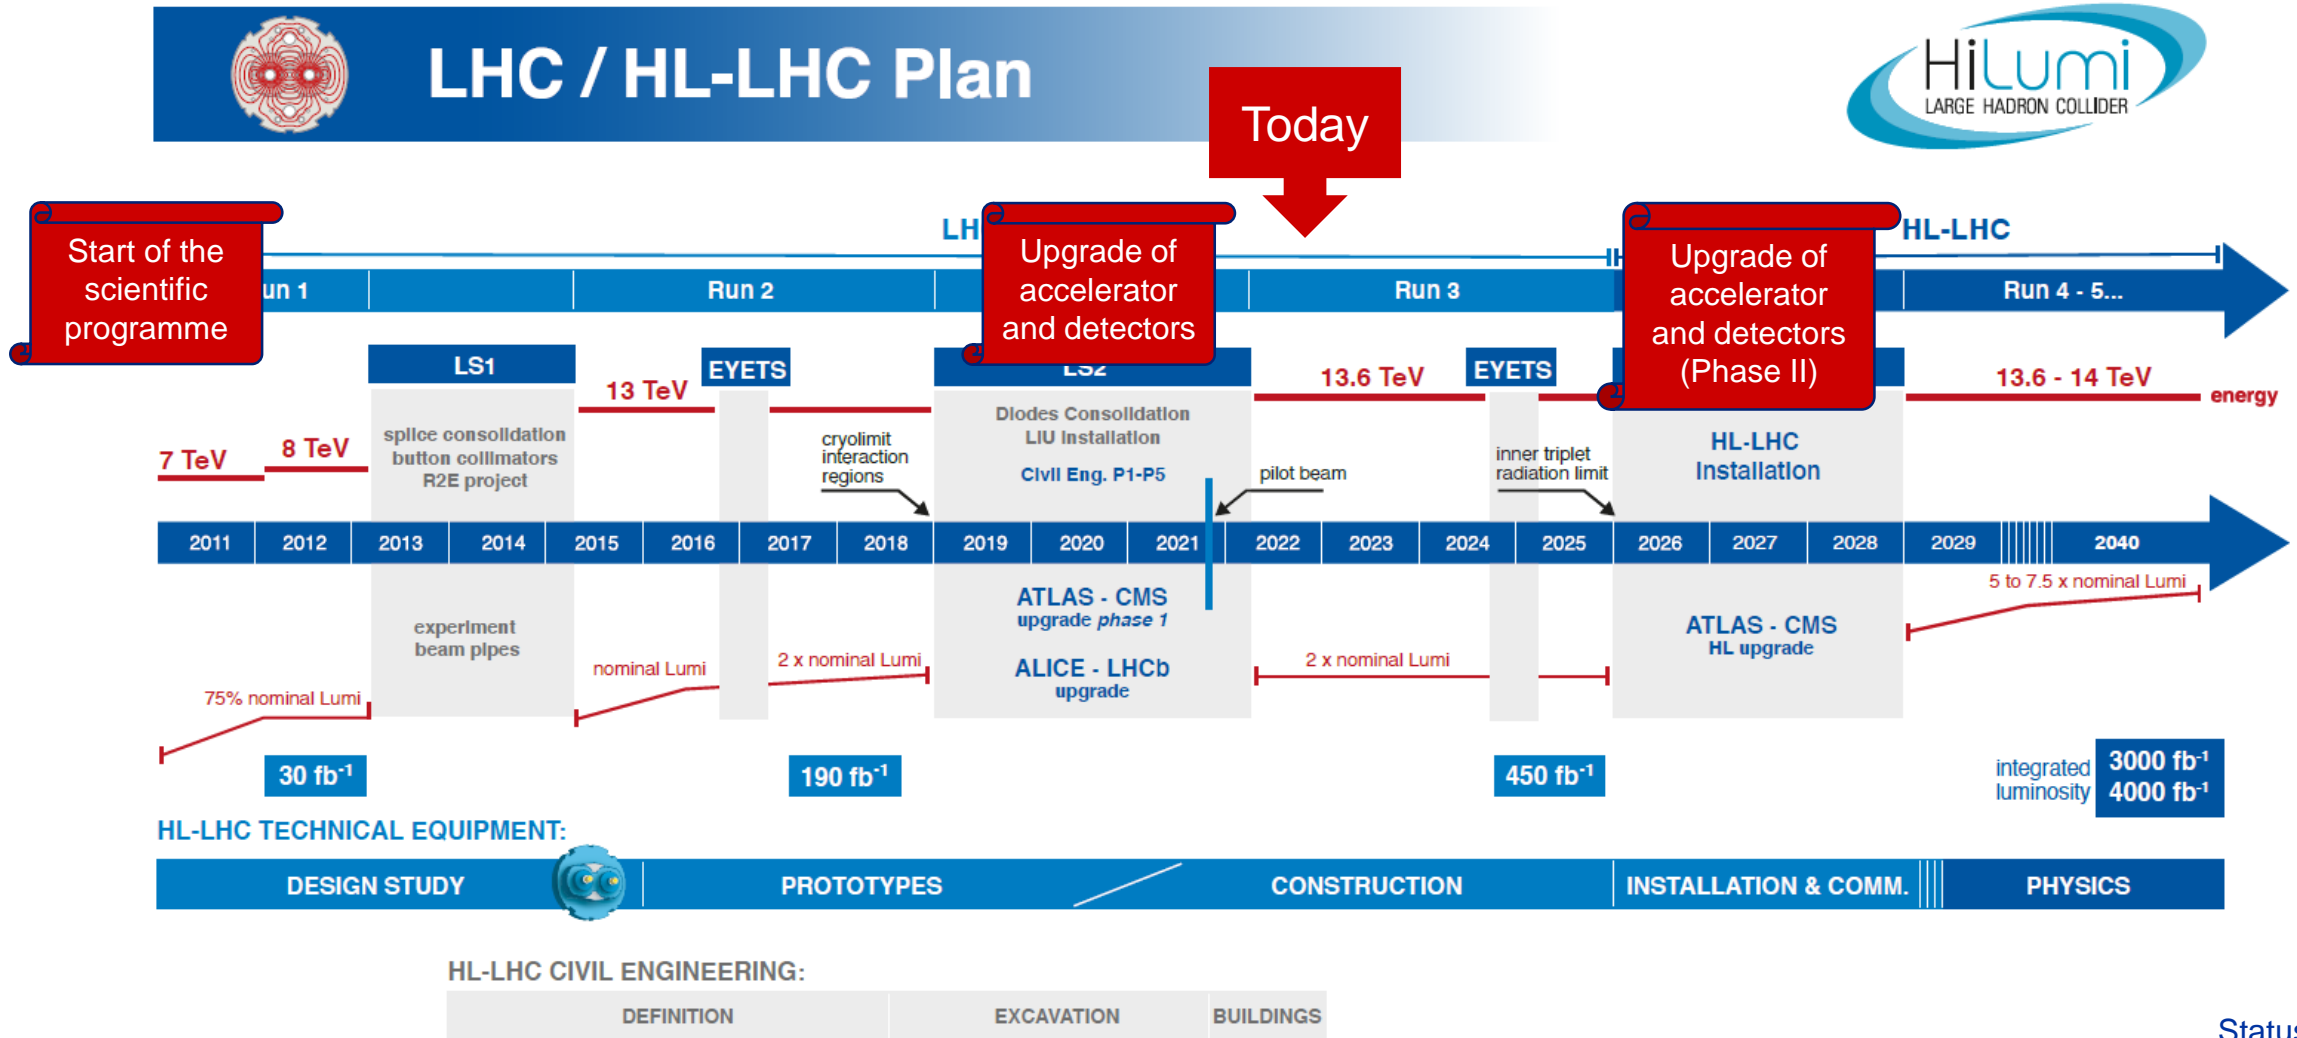 LHC / HL-LHC Plan
HiLumi
LARGE HADRON COLLIDER
Today
Start of the
scientific
programme
LH
Upgrade of
accelerator
and detectors
Upgrade of
accelerator
and detectors
(Phase II)
HL-LHC
un 1
Run 2
Run 3
Run 4 - 5...
LS1
EYETS
LS2
EYETS
7 TeV
8 TeV
13 TeV
13.6 TeV
13.6 - 14 TeV
energy
splice consolidation
button collimators
R2E project
cryolimit
interaction
regions
Diodes Consolidation
LIU Installation
Civil Eng. P1-P5
pilot beam
inner triplet
radiation limit
HL-LHC
Installation
2011 2012 2013 2014 2015 2016 2017 2018 2019 2020 2021 2022 2023 2024 2025 2026 2027 2028 2029 2040
experiment
beam pipes
ATLAS - CMS
upgrade phase 1
ALICE - LHCb
upgrade
ATLAS - CMS
HL upgrade
75% nominal Lumi
nominal Lumi
2 x nominal Lumi
2 x nominal Lumi
5 to 7.5 x nominal Lumi
30 fb⁻¹
190 fb⁻¹
450 fb⁻¹
integrated
luminosity
3000 fb⁻¹
4000 fb⁻¹
HL-LHC TECHNICAL EQUIPMENT:
DESIGN STUDY
PROTOTYPES
CONSTRUCTION
INSTALLATION & COMM.
PHYSICS
HL-LHC CIVIL ENGINEERING:
DEFINITION
EXCAVATION
BUILDINGS
Status